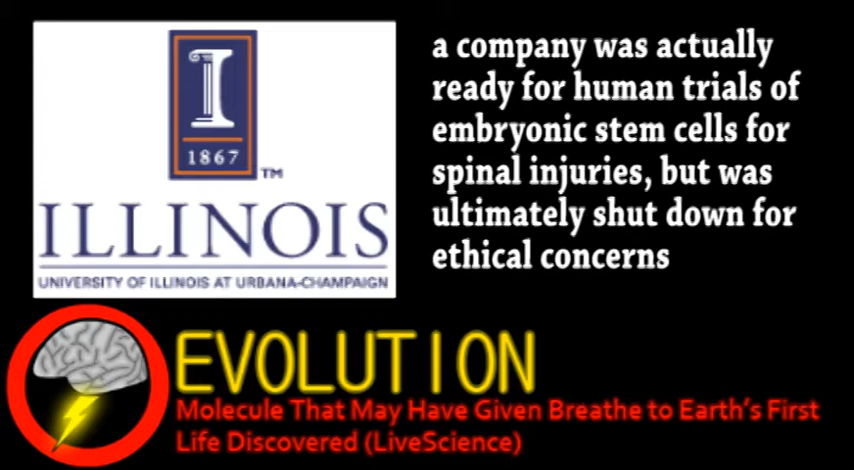 I
1867
TM
ILLINOIS
UNIVERSITY OF ILLINOIS AT URBANA-CHAMPAIGN
a company was actually
ready for human trials of
embryonic stem cells for
spinal injuries, but was
ultimately shut down for
ethical concerns
EVOLUTION
Molecule That May Have Given Breathe to Earth's First
Life Discovered (LiveScience)